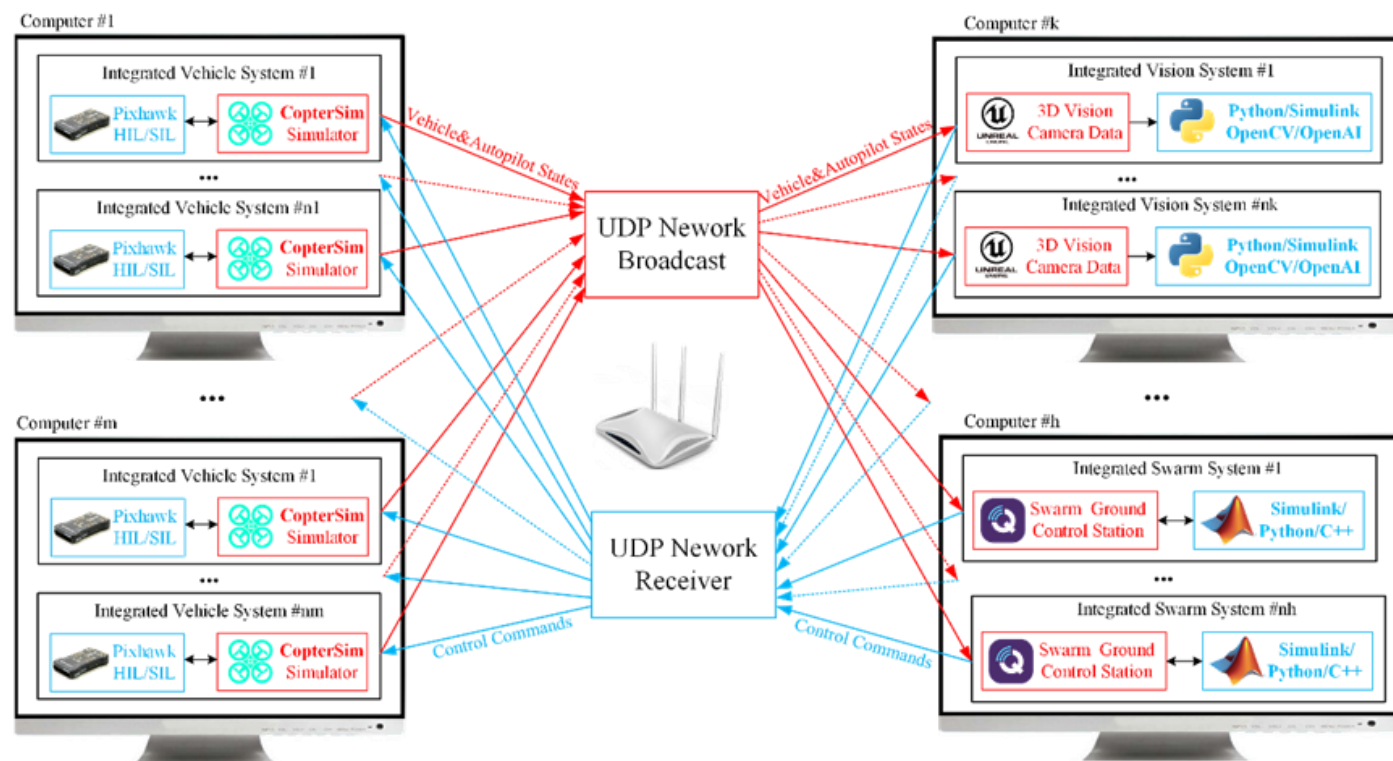 Computer #1
Integrated Vehicle System #1
Pixhawk
HIL/SIL
CopterSim
Simulator
...
Integrated Vehicle System #n1
Pixhawk
HIL/SIL
CopterSim
Simulator
...
Computer #m
Integrated Vehicle System #1
Pixhawk
HIL/SIL
CopterSim
Simulator
...
Integrated Vehicle System #nm
Pixhawk
HIL/SIL
CopterSim
Simulator
Vehicle&Autopilot States
UDP Nework
Broadcast
Vehicle&Autopilot States
UDP Nework
Receiver
Control Commands
Control Commands
Computer #k
Integrated Vision System #1
UNREAL
ENGINE
3D Vision
Camera Data
Python/Simulink
OpenCV/OpenAI
...
Integrated Vision System #nk
UNREAL
ENGINE
3D Vision
Camera Data
Python/Simulink
OpenCV/OpenAI
...
Computer #h
Integrated Swarm System #1
Swarm Ground
Control Station
Simulink/
Python/C++
...
Integrated Swarm System #nh
Swarm Ground
Control Station
Simulink/
Python/C++